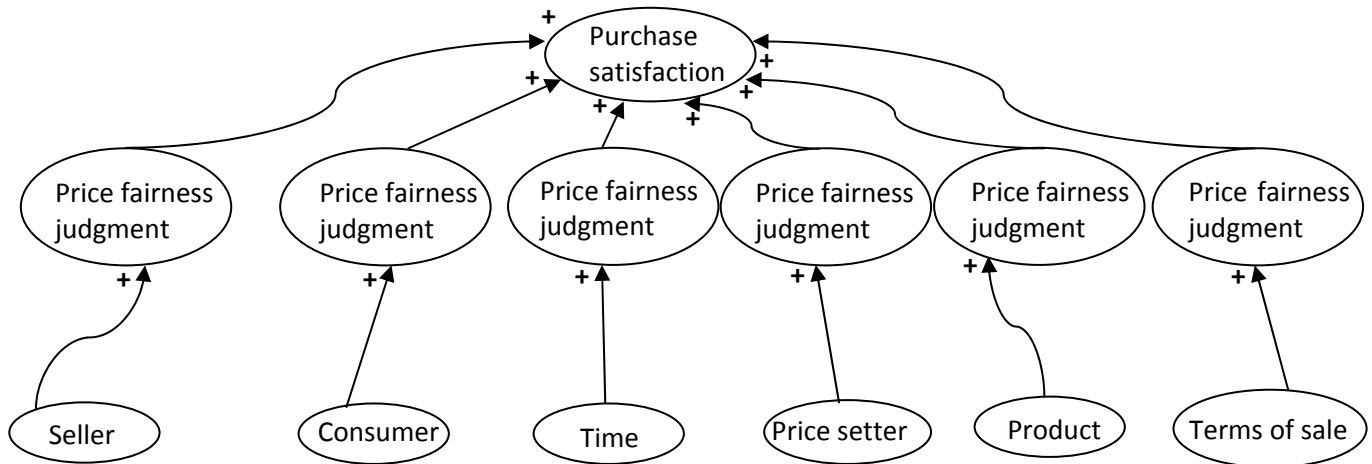 +
Purchase
satisfaction
+
+
+
+
+
Price fairness
judgment
Price fairness
judgment
Price fairness
judgment
Price fairness
judgment
Price fairness
judgment
Price fairness
judgment
+
+
+
+
+
+
Seller
Consumer
Time
Price setter
Product
Terms of sale